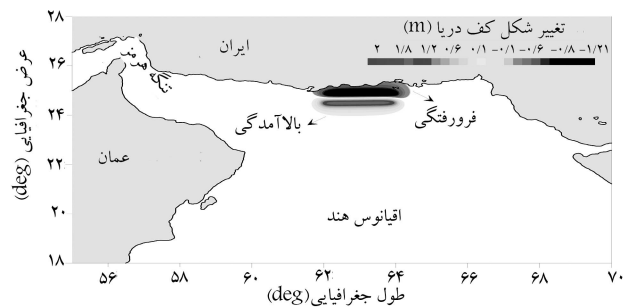 تغییر شکل کف دریا (m)
۲ ۱/۸ ۱/۲ ۰/۶ ۰/۱ −۰/۱ −۰/۶ −۰/۸ −۱/۲۱
ایران
تنگه هرمز
فرورفتگی
بالاآمدگی
عمان
اقیانوس هند
عرض جغرافیایی (deg)
۲۸
۲۶
۲۴
۲۲
۲۰
۱۸
۵۶ ۵۸ ۶۰ ۶۲ ۶۴ ۶۶ ۶۸ ۷۰
طول جغرافیایی (deg)